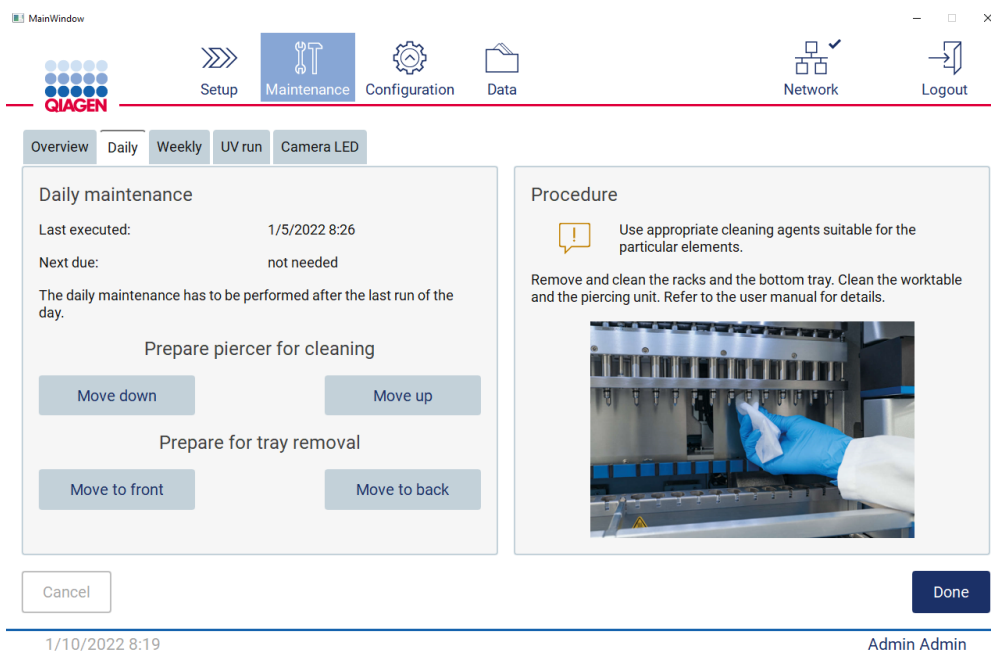 MainWindow
QIAGEN
Setup
Maintenance
Configuration
Data
Network
Logout
Overview
Daily
Weekly
UV run
Camera LED
Daily maintenance
Last executed: 1/5/2022 8:26
Next due: not needed
The daily maintenance has to be performed after the last run of the
day.
Prepare piercer for cleaning
Move down
Move up
Prepare for tray removal
Move to front
Move to back
Procedure
Use appropriate cleaning agents suitable for the
particular elements.
Remove and clean the racks and the bottom tray. Clean the worktable
and the piercing unit. Refer to the user manual for details.
Cancel
Done
1/10/2022 8:19
Admin Admin